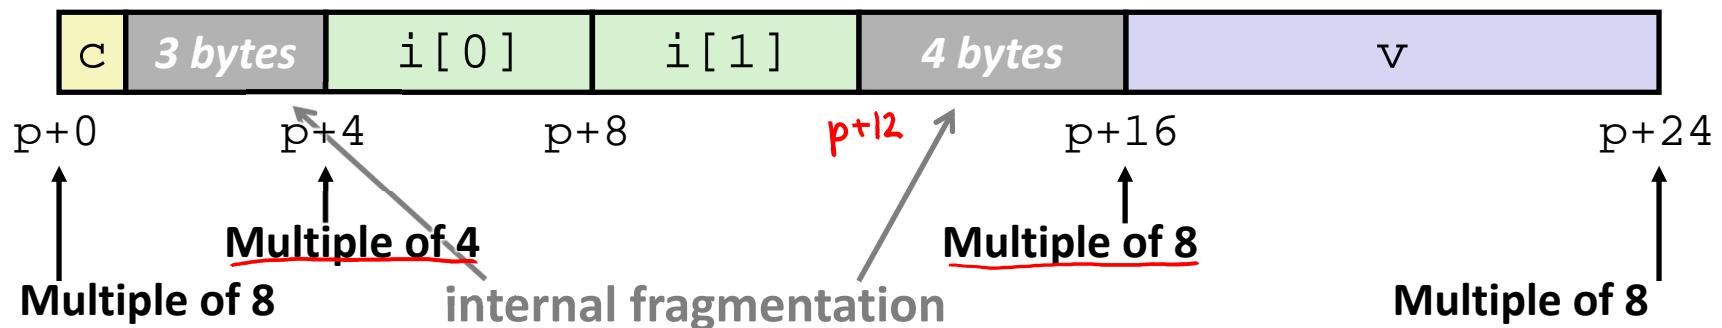 c 3 bytes i[0] i[1] 4 bytes v
p+0 p+4 p+8 p+12 p+16 p+24
Multiple of 4 Multiple of 8
Multiple of 8 internal fragmentation Multiple of 8